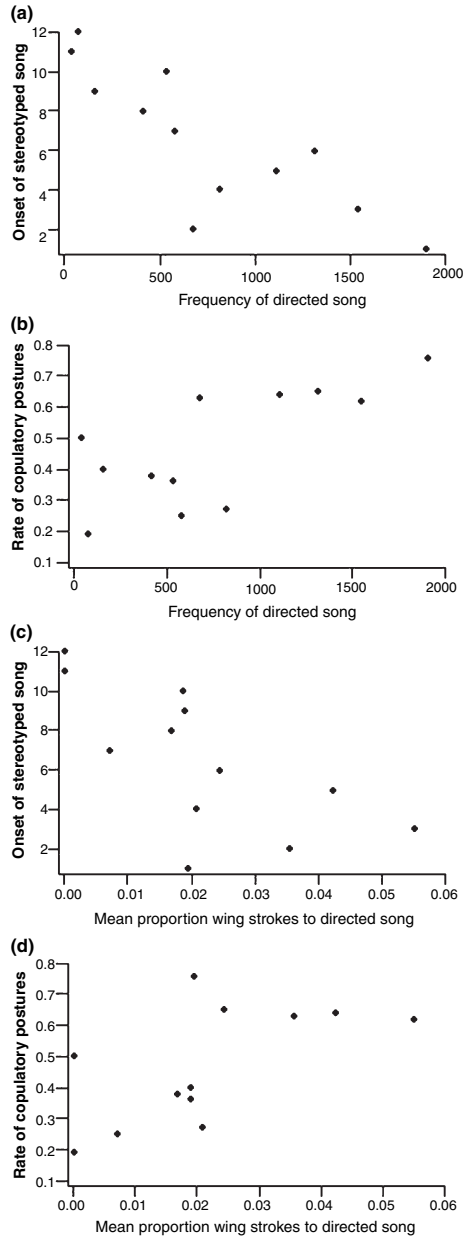 (a)
12
10
8
6
4
2
Onset of stereotyped song
0 500 1000 1500 2000
Frequency of directed song
(b)
0.8
0.7
0.6
0.5
0.4
0.3
0.2
0.1
Rate of copulatory postures
0 500 1000 1500 2000
Frequency of directed song
(c)
12
10
8
6
4
2
Onset of stereotyped song
0.00 0.01 0.02 0.03 0.04 0.05 0.06
Mean proportion wing strokes to directed song
(d)
0.8
0.7
0.6
0.5
0.4
0.3
0.2
0.1
Rate of copulatory postures
0.00 0.01 0.02 0.03 0.04 0.05 0.06
Mean proportion wing strokes to directed song